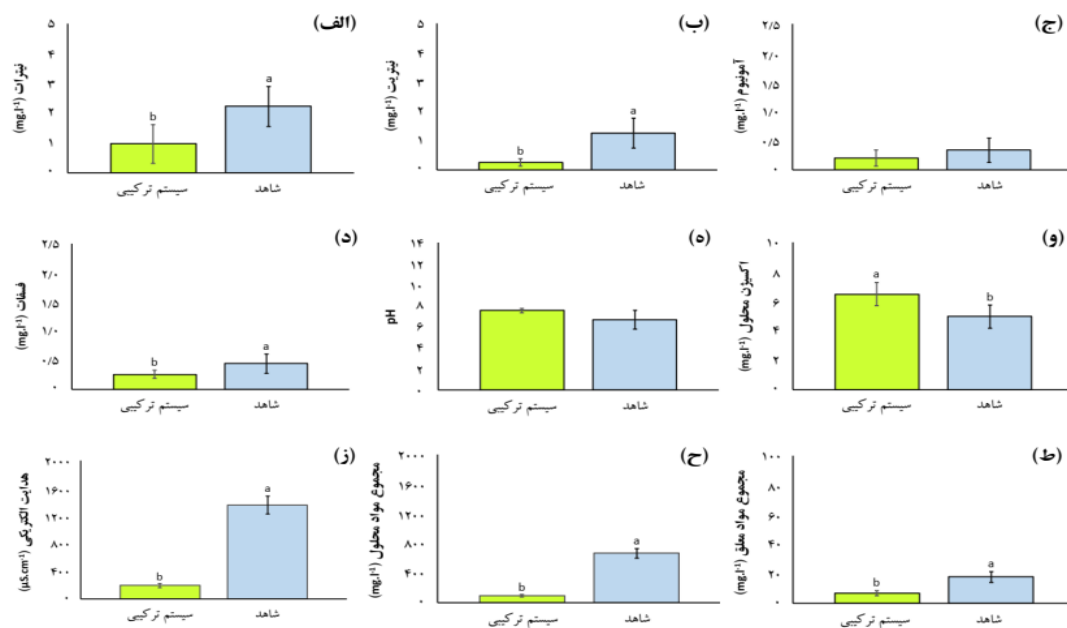 (الف)
نیترات (mg.l⁻¹)
۵
۴
۳
۲
۱
۰
b
a
سیستم ترکیبی
شاهد
(ب)
نیتریت (mg.l⁻¹)
۵
۴
۳
۲
۱
۰
b
a
سیستم ترکیبی
شاهد
(ج)
آمونیوم (mg.l⁻¹)
۲/۵
۲/۰
۱/۵
۱/۰
۰/۵
۰
سیستم ترکیبی
شاهد
(د)
فسفات (mg.l⁻¹)
۲/۵
۲/۰
۱/۵
۱/۰
۰/۵
۰
b
a
سیستم ترکیبی
شاهد
(ه)
pH
۱۴
۱۲
۱۰
۸
۶
۴
۲
۰
سیستم ترکیبی
شاهد
(و)
اکسیژن محلول (mg.l⁻¹)
۱۰
۸
۶
۴
۲
۰
a
b
سیستم ترکیبی
شاهد
(ز)
هدایت الکتریکی (µS.cm⁻¹)
۲۰۰۰
۱۶۰۰
۱۲۰۰
۸۰۰
۴۰۰
۰
b
a
سیستم ترکیبی
شاهد
(ح)
مجموع مواد محلول (mg.l⁻¹)
۲۰۰۰
۱۶۰۰
۱۲۰۰
۸۰۰
۴۰۰
۰
b
a
سیستم ترکیبی
شاهد
(ط)
مجموع مواد معلق (mg.l⁻¹)
۱۰۰
۸۰
۶۰
۴۰
۲۰
۰
b
a
سیستم ترکیبی
شاهد